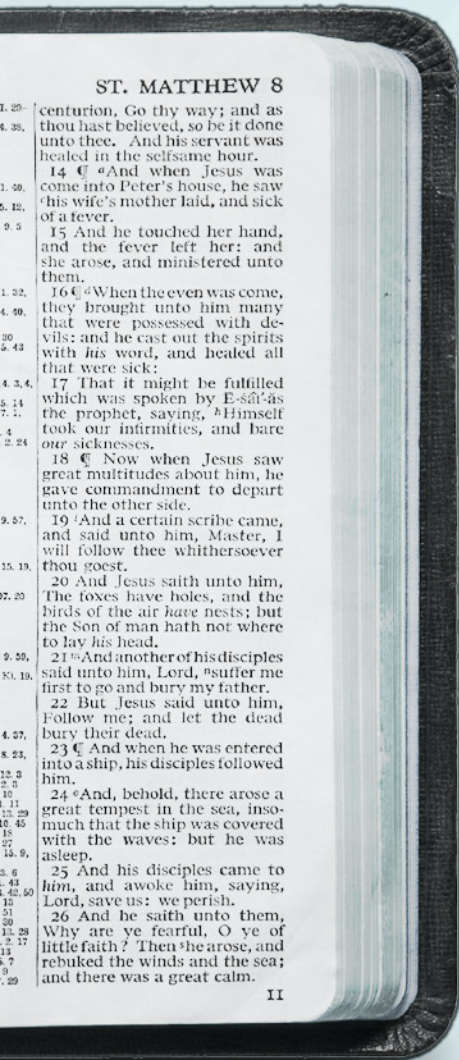 ST. MATTHEW 8
centurion, Go thy way; and as
thou hast believed, so be it done
unto thee. And his servant was
healed in the selfsame hour.
14 ¶ ᵃAnd when Jesus was
come into Peter's house, he saw
ᶜhis wife's mother laid, and sick
of a fever.
15 And he touched her hand,
and the fever left her: and
she arose, and ministered unto
them.
16 ¶ ᵈWhen the even was come,
they brought unto him many
that were possessed with de-
vils: and he cast out the spirits
with his word, and healed all
that were sick:
17 That it might be fulfilled
which was spoken by E-sâi'-ăs
the prophet, saying, ʰHimself
took our infirmities, and bare
our sicknesses.
18 ¶ Now when Jesus saw
great multitudes about him, he
gave commandment to depart
unto the other side.
19 ⁱAnd a certain scribe came,
and said unto him, Master, I
will follow thee whithersoever
thou goest.
20 And Jesus saith unto him,
The foxes have holes, and the
birds of the air have nests; but
the Son of man hath not where
to lay his head.
21 ᵐAnd another of his disciples
said unto him, Lord, ⁿsuffer me
first to go and bury my father.
22 But Jesus said unto him,
Follow me; and let the dead
bury their dead.
23 ¶ And when he was entered
into a ship, his disciples followed
him.
24 ᵒAnd, behold, there arose a
great tempest in the sea, inso-
much that the ship was covered
with the waves: but he was
asleep.
25 And his disciples came to
him, and awoke him, saying,
Lord, save us: we perish.
26 And he saith unto them,
Why are ye fearful, O ye of
little faith? Then ˢhe arose, and
rebuked the winds and the sea;
and there was a great calm.
11